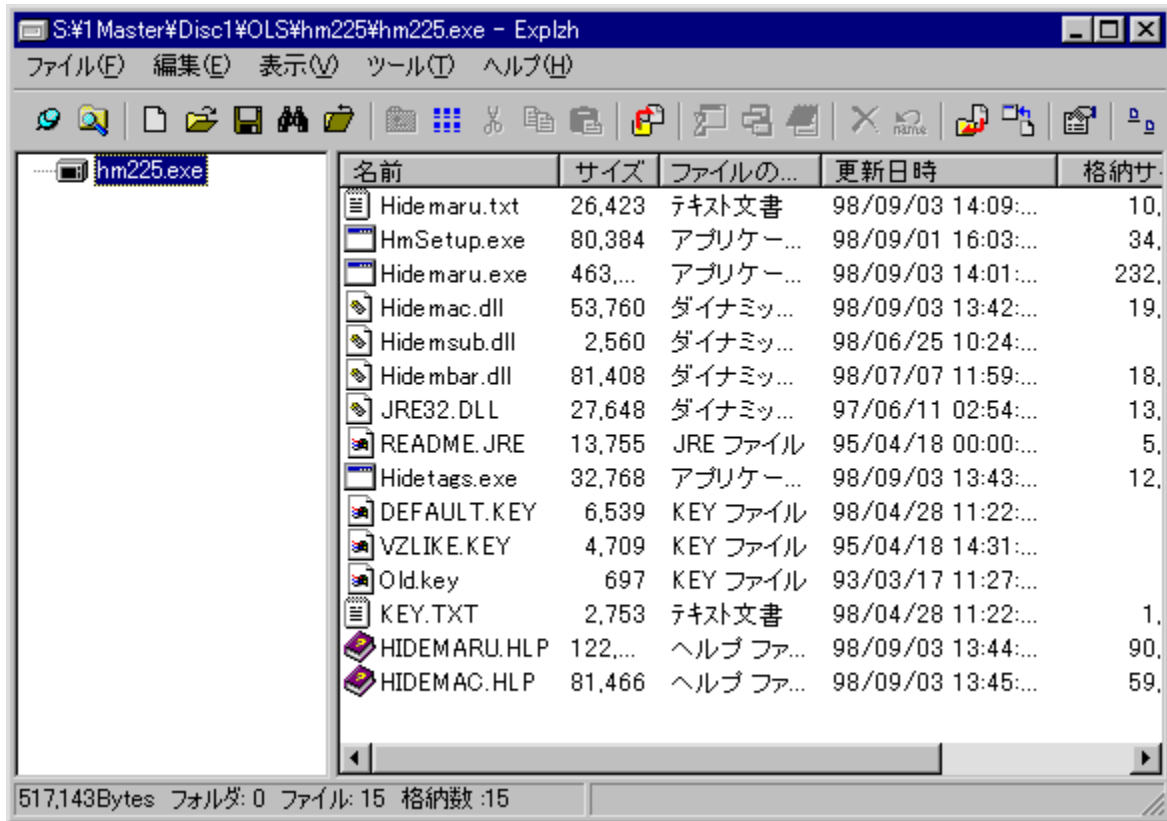 S:¥1Master¥Disc1¥OLS¥hm225¥hm225.exe - Explzh
ファイル(F) 編集(E) 表示(V) ツール(T) ヘルプ(H)
name
hm225.exe
名前 サイズ ファイルの... 更新日時 格納サ
Hidemaru.txt 26,423 テキスト文書 98/09/03 14:09:... 10,
HmSetup.exe 80,384 アプリケー... 98/09/01 16:03:... 34,
Hidemaru.exe 463,... アプリケー... 98/09/03 14:01:... 232,
Hidemac.dll 53,760 ダイナミッ... 98/09/03 13:42:... 19,
Hidemsub.dll 2,560 ダイナミッ... 98/06/25 10:24:...
Hidembar.dll 81,408 ダイナミッ... 98/07/07 11:59:... 18,
JRE32.DLL 27,648 ダイナミッ... 97/06/11 02:54:... 13,
README.JRE 13,755 JRE ファイル 95/04/18 00:00:... 5,
Hidetags.exe 32,768 アプリケー... 98/09/03 13:43:... 12,
DEFAULT.KEY 6,539 KEY ファイル 98/04/28 11:22:...
VZLIKE.KEY 4,709 KEY ファイル 95/04/18 14:31:...
Old.key 697 KEY ファイル 93/03/17 11:27:...
KEY.TXT 2,753 テキスト文書 98/04/28 11:22:... 1,
HIDEMARU.HLP 122,... ヘルプ ファ... 98/09/03 13:44:... 90,
HIDEMAC.HLP 81,466 ヘルプ ファ... 98/09/03 13:45:... 59,
517,143Bytes フォルダ: 0 ファイル: 15 格納数 :15